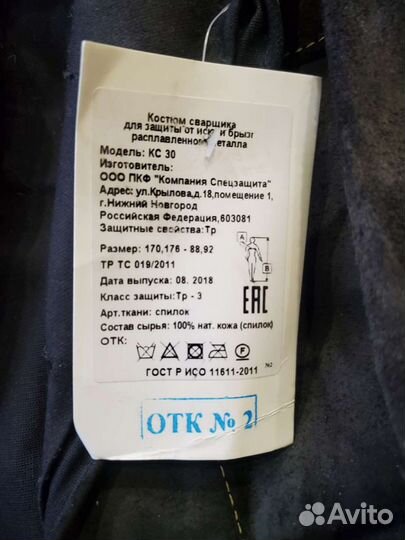 Костюм сварщика
для защиты от искр и брызг
расплавленного металла
Модель: КС 30
Изготовитель:
ООО ПКФ "Компания Спецзащита"
Адрес: ул.Крылова,д.18,помещение 1,
г.Нижний Новгород
Российская Федерация,603081
Защитные свойства:Тр
Размер: 170,176 - 88,92
ТР ТС 019/2011
Дата выпуска: 08. 2018
Класс защиты:Тр - 3
Арт.ткани: спилок
Состав сырья: 100% нат. кожа (спилок)
ОТК:
A
B
EAC
F
ГОСТ Р ИСО 11611-2011
№2
ОТК № 2
Avito